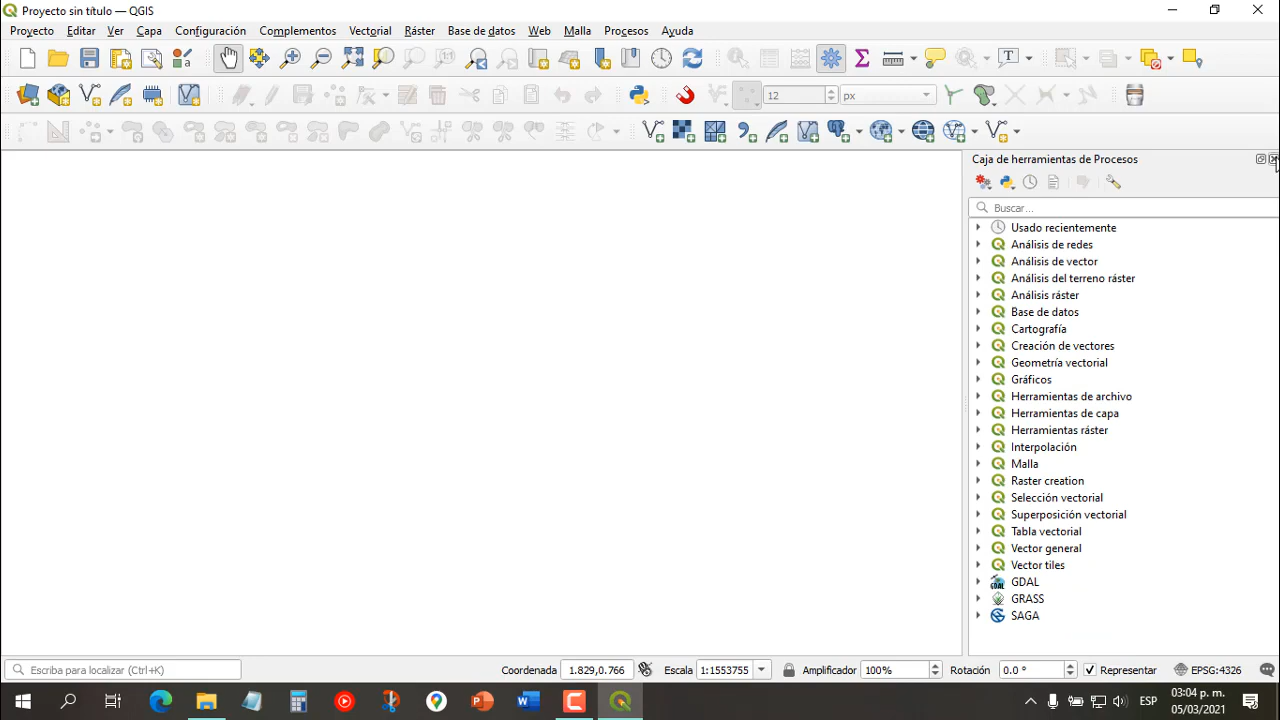 Proyecto sin título — QGIS
Proyecto Editar Ver Capa Configuración Complementos Vectorial Ráster Base de datos Web Malla Procesos Ayuda
12 px
Caja de herramientas de Procesos
Buscar...
Usado recientemente
Análisis de redes
Análisis de vector
Análisis del terreno ráster
Análisis ráster
Base de datos
Cartografía
Creación de vectores
Geometría vectorial
Gráficos
Herramientas de archivo
Herramientas de capa
Herramientas ráster
Interpolación
Malla
Raster creation
Selección vectorial
Superposición vectorial
Tabla vectorial
Vector general
Vector tiles
GDAL
GRASS
SAGA
Escriba para localizar (Ctrl+K) Coordenada 1.829,0.766 Escala 1:1553755 Amplificador 100% Rotación 0.0 ° Representar EPSG:4326
ESP 03:04 p. m.
05/03/2021